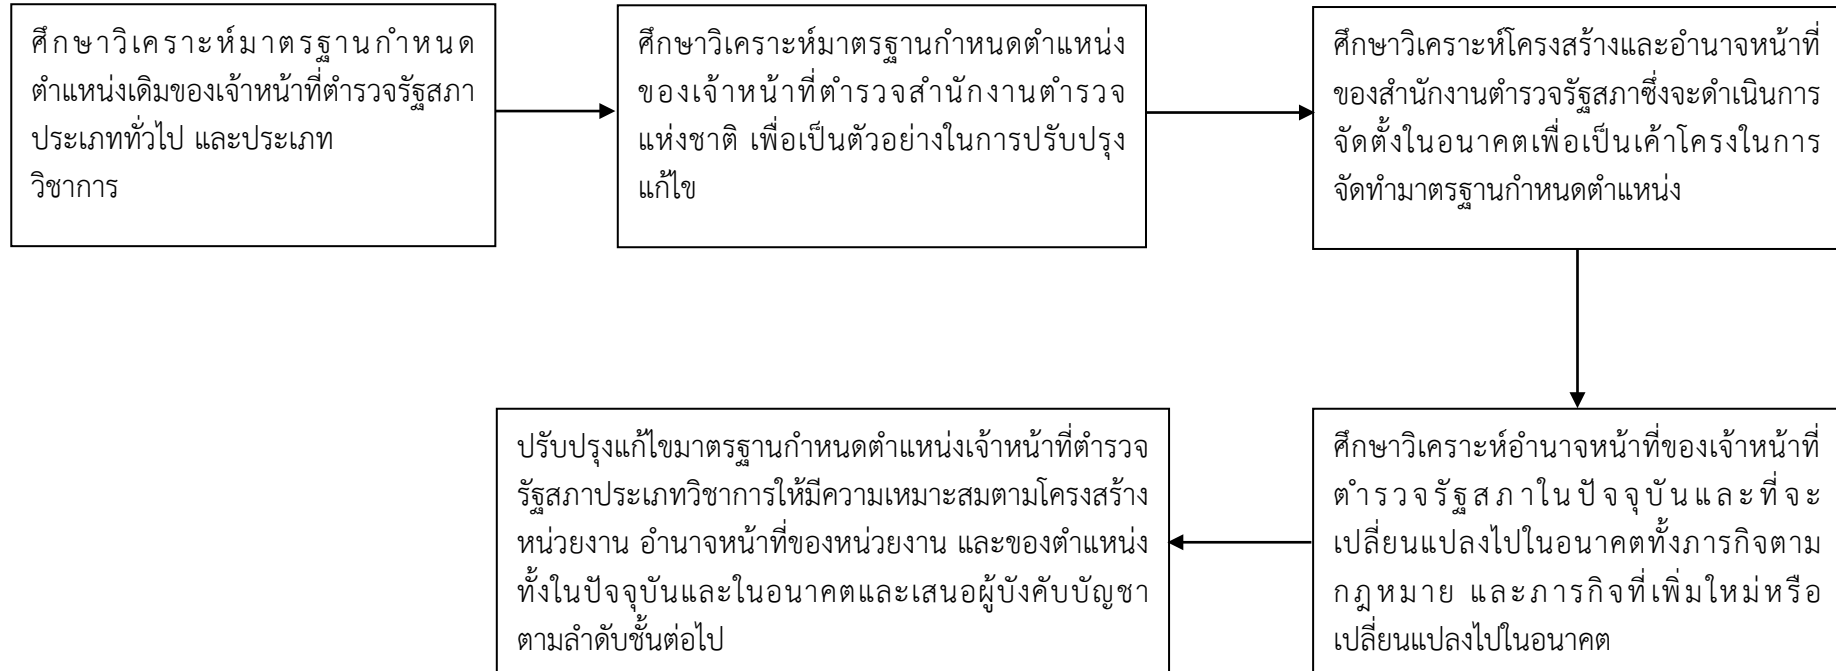 ศึกษาวิเคราะห์มาตรฐานกำหนด
ตำแหน่งเดิมของเจ้าหน้าที่ตำรวจรัฐสภา
ประเภททั่วไป และประเภท
วิชาการ
ศึกษาวิเคราะห์มาตรฐานกำหนดตำแหน่ง
ของเจ้าหน้าที่ตำรวจสำนักงานตำรวจ
แห่งชาติ เพื่อเป็นตัวอย่างในการปรับปรุง
แก้ไข
ศึกษาวิเคราะห์โครงสร้างและอำนาจหน้าที่
ของสำนักงานตำรวจรัฐสภาซึ่งจะดำเนินการ
จัดตั้งในอนาคตเพื่อเป็นเค้าโครงในการ
จัดทำมาตรฐานกำหนดตำแหน่ง
ศึกษาวิเคราะห์อำนาจหน้าที่ของเจ้าหน้าที่
ตำรวจรัฐสภาในปัจจุบันและที่จะ
เปลี่ยนแปลงไปในอนาคตทั้งภารกิจตาม
กฎหมาย และภารกิจที่เพิ่มใหม่หรือ
เปลี่ยนแปลงไปในอนาคต
ปรับปรุงแก้ไขมาตรฐานกำหนดตำแหน่งเจ้าหน้าที่ตำรวจ
รัฐสภาประเภทวิชาการให้มีความเหมาะสมตามโครงสร้าง
หน่วยงาน อำนาจหน้าที่ของหน่วยงาน และของตำแหน่ง
ทั้งในปัจจุบันและในอนาคตและเสนอผู้บังคับบัญชา
ตามลำดับชั้นต่อไป